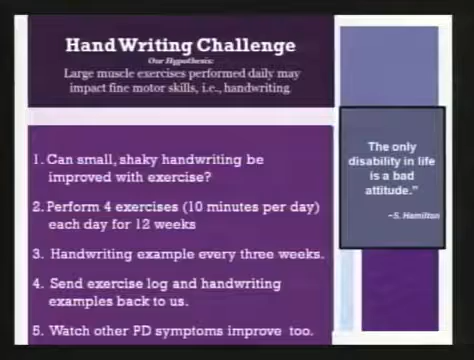 HandWriting Challenge
Our Hypothesis:
Large muscle exercises performed daily may
impact fine motor skills, i.e., handwriting
1. Can small, shaky handwriting be
improved with exercise?
2. Perform 4 exercises (10 minutes per day)
each day for 12 weeks
3. Handwriting example every three weeks.
4. Send exercise log and handwriting
examples back to us.
5. Watch other PD symptoms improve too.
The only
disability in life
is a bad
attitude.”
~S. Hamilton